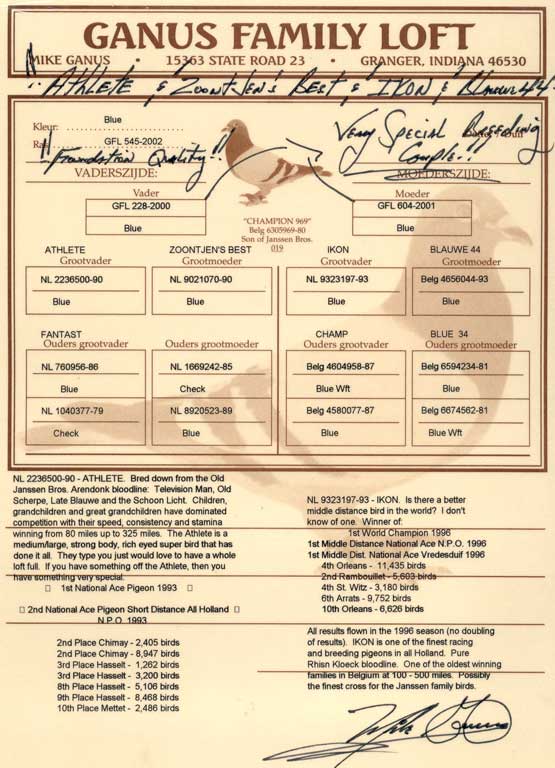 GANUS FAMILY LOFT
MIKE GANUS • 15363 STATE ROAD 23 • GRANGER, INDIANA 46530
"Athlete & Zoontjen's Best & Ikon & Blauwe 44
Kleur: Blue
GFL 545-2002
"Foundation Quality"!!
Very Special Breeding
Couple!!
VADERSZIJDE:
MOEDERSZIJDE:
Vader
Moeder
GFL 228-2000
GFL 604-2001
Blue
Blue
"CHAMPION 969"
Belg 6305969-80
Son of Janssen Bros.
019
ATHLETE
ZOONTJEN'S BEST
IKON
BLAUWE 44
Grootvader
Grootmoeder
Grootvader
Grootmoeder
NL 2236500-90
NL 9021070-90
NL 9323197-93
Belg 4656044-93
Blue
Blue
Blue
Blue
FANTAST
CHAMP
BLUE 34
Ouders grootvader
Ouders grootmoeder
Ouders grootvader
Ouders grootmoeder
NL 760956-86
NL 1669242-85
Belg 4604958-87
Belg 6594234-81
Blue
Check
Blue Wft
Blue
NL 1040377-79
NL 8920523-89
Belg 4580077-87
Belg 6674562-81
Check
Blue
Blue
Blue Wft
NL 2236500-90 - ATHLETE. Bred down from the Old
Janssen Bros. Arendonk bloodline: Television Man, Old
Scherpe, Late Blauwe and the Schoon Licht. Children,
grandchildren and great grandchildren have dominated
competition with their speed, consistency and stamina
winning from 80 miles up to 325 miles. The Athlete is a
medium/large, strong body, rich eyed super bird that has
done it all. They type you just would love to have a whole
loft full. If you have something off the Athlete, then you
have something very special.
1st National Ace Pigeon 1993
2nd National Ace Pigeon Short Distance All Holland
N.P.O. 1993
2nd Place Chimay - 2,405 birds
2nd Place Chimay - 8,947 birds
3rd Place Hasselt - 1,262 birds
3rd Place Hasselt - 3,200 birds
8th Place Hasselt - 5,106 birds
9th Place Hasselt - 8,468 birds
10th Place Mettet - 2,486 birds
NL 9323197-93 - IKON. Is there a better
middle distance bird in the world? I don't
know of one. Winner of:
1st World Champion 1996
1st Middle Distance National Ace N.P.O. 1996
1st Middle Dist. National Ace Vredesduif 1996
4th Orleans - 11,435 birds
2nd Rambouillet - 5,603 birds
4th St. Witz - 3,180 birds
6th Arrats - 9,752 birds
10th Orleans - 6,626 birds
All results flown in the 1996 season (no doubling
of results). IKON is one of the finest racing
and breeding pigeons in all Holland. Pure
Rhisn Kloeck bloodline. One of the oldest winning
families in Belgium at 100 - 500 miles. Possibly
the finest cross for the Janssen family birds.
Mike Ganus